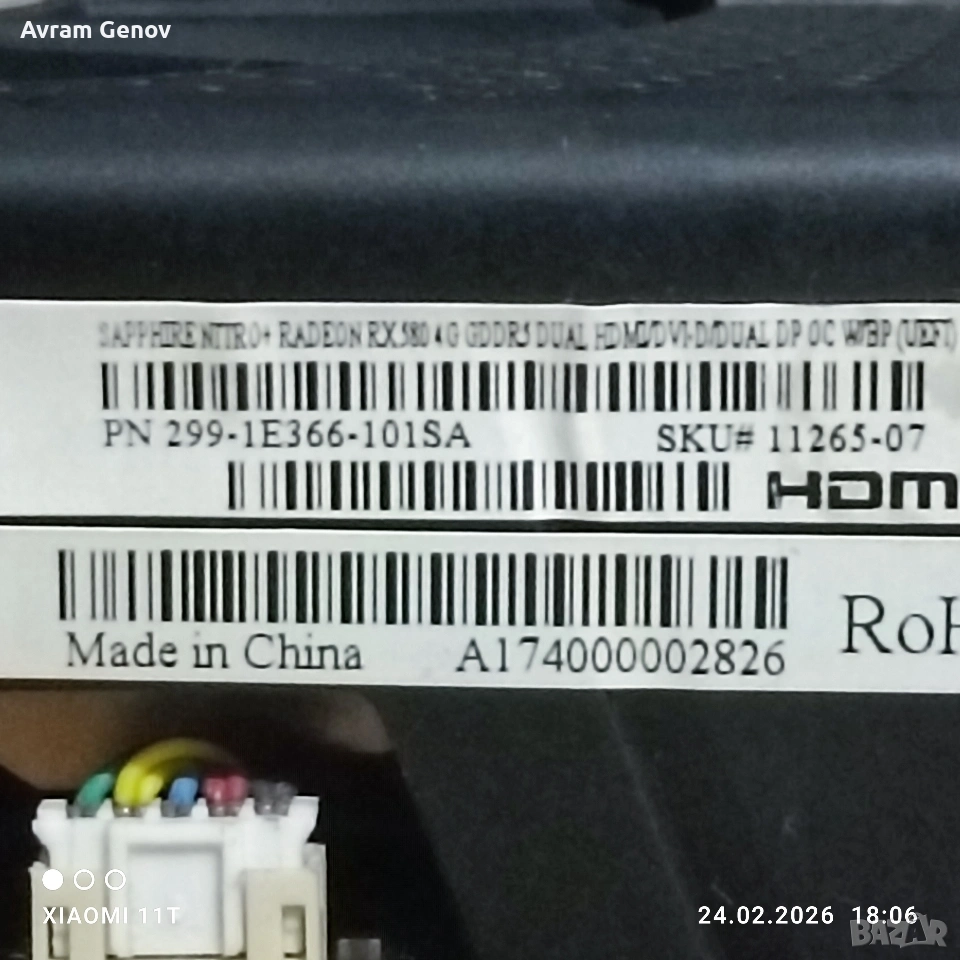 Avram Genov
SAPPHIRE NITRO+ RADEON RX 580 4G GDDR5 DUAL HDMI/DVI-D/DUAL DP OC W/BP (UEFI)
PN 299-1E366-101SA SKU# 11265-07
HDM
Made in China A174000002826
RoH
XIAOMI 11T
24.02.2026 18:06
BAZAR